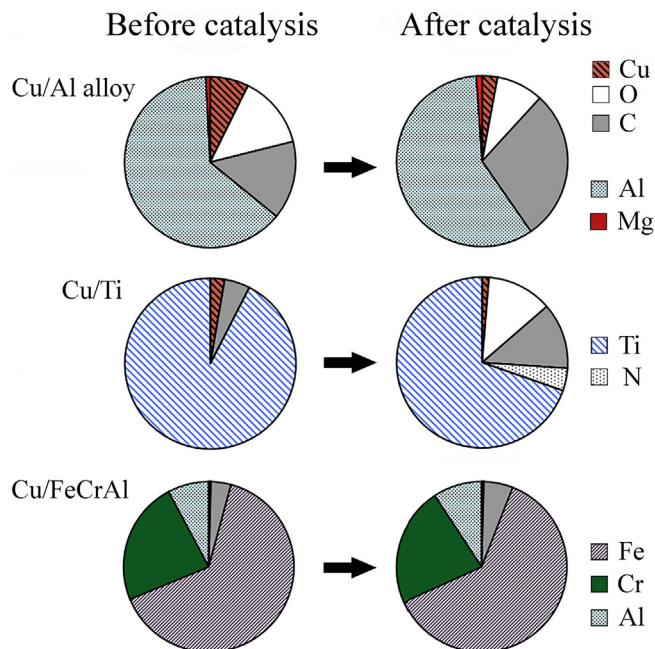 Before catalysis
After catalysis
Cu/Al alloy
Cu
O
C
Al
Mg
Cu/Ti
Ti
N
Cu/FeCrAl
Fe
Cr
Al